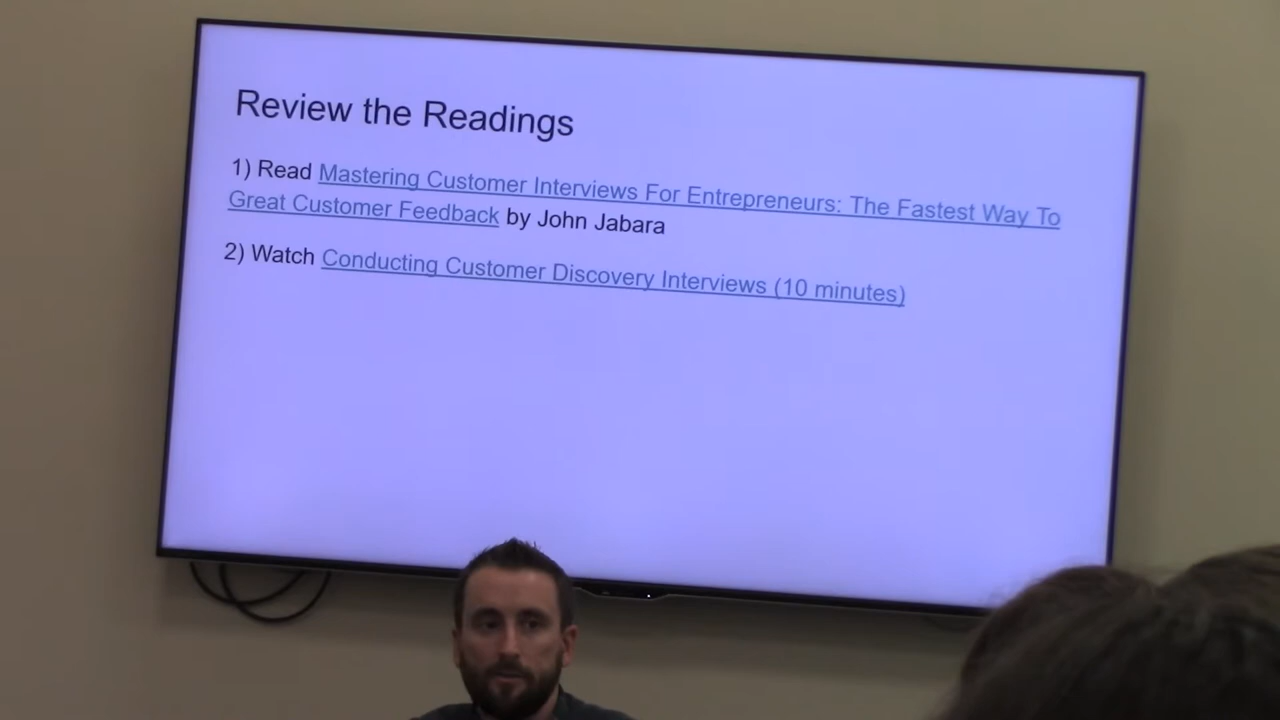 Review the Readings
1) Read Mastering Customer Interviews For Entrepreneurs: The Fastest Way To
Great Customer Feedback by John Jabara
2) Watch Conducting Customer Discovery Interviews (10 minutes)